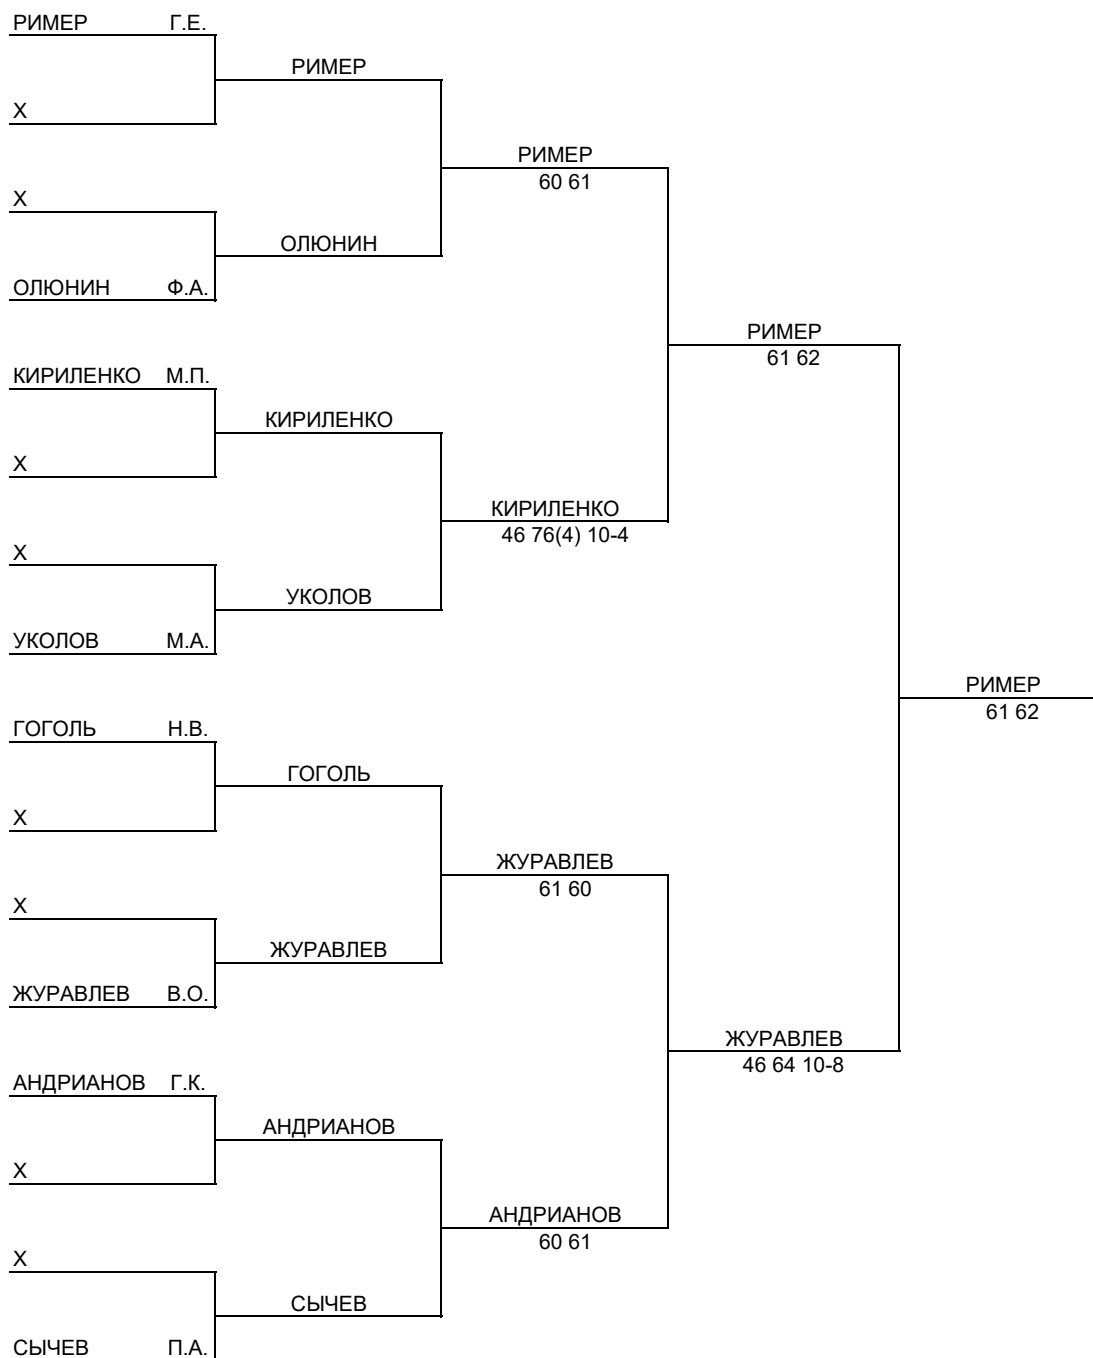 РИМЕР Г.Е.
РИМЕР
Х
РИМЕР
60 61
Х
ОЛЮНИН
ОЛЮНИН Ф.А.
РИМЕР
61 62
КИРИЛЕНКО М.П.
КИРИЛЕНКО
Х
КИРИЛЕНКО
46 76(4) 10-4
Х
УКОЛОВ
УКОЛОВ М.А.
РИМЕР
61 62
ГОГОЛЬ Н.В.
ГОГОЛЬ
Х
ЖУРАВЛЕВ
61 60
Х
ЖУРАВЛЕВ
ЖУРАВЛЕВ В.О.
ЖУРАВЛЕВ
46 64 10-8
АНДРИАНОВ Г.К.
АНДРИАНОВ
Х
АНДРИАНОВ
60 61
Х
СЫЧЕВ
СЫЧЕВ П.А.